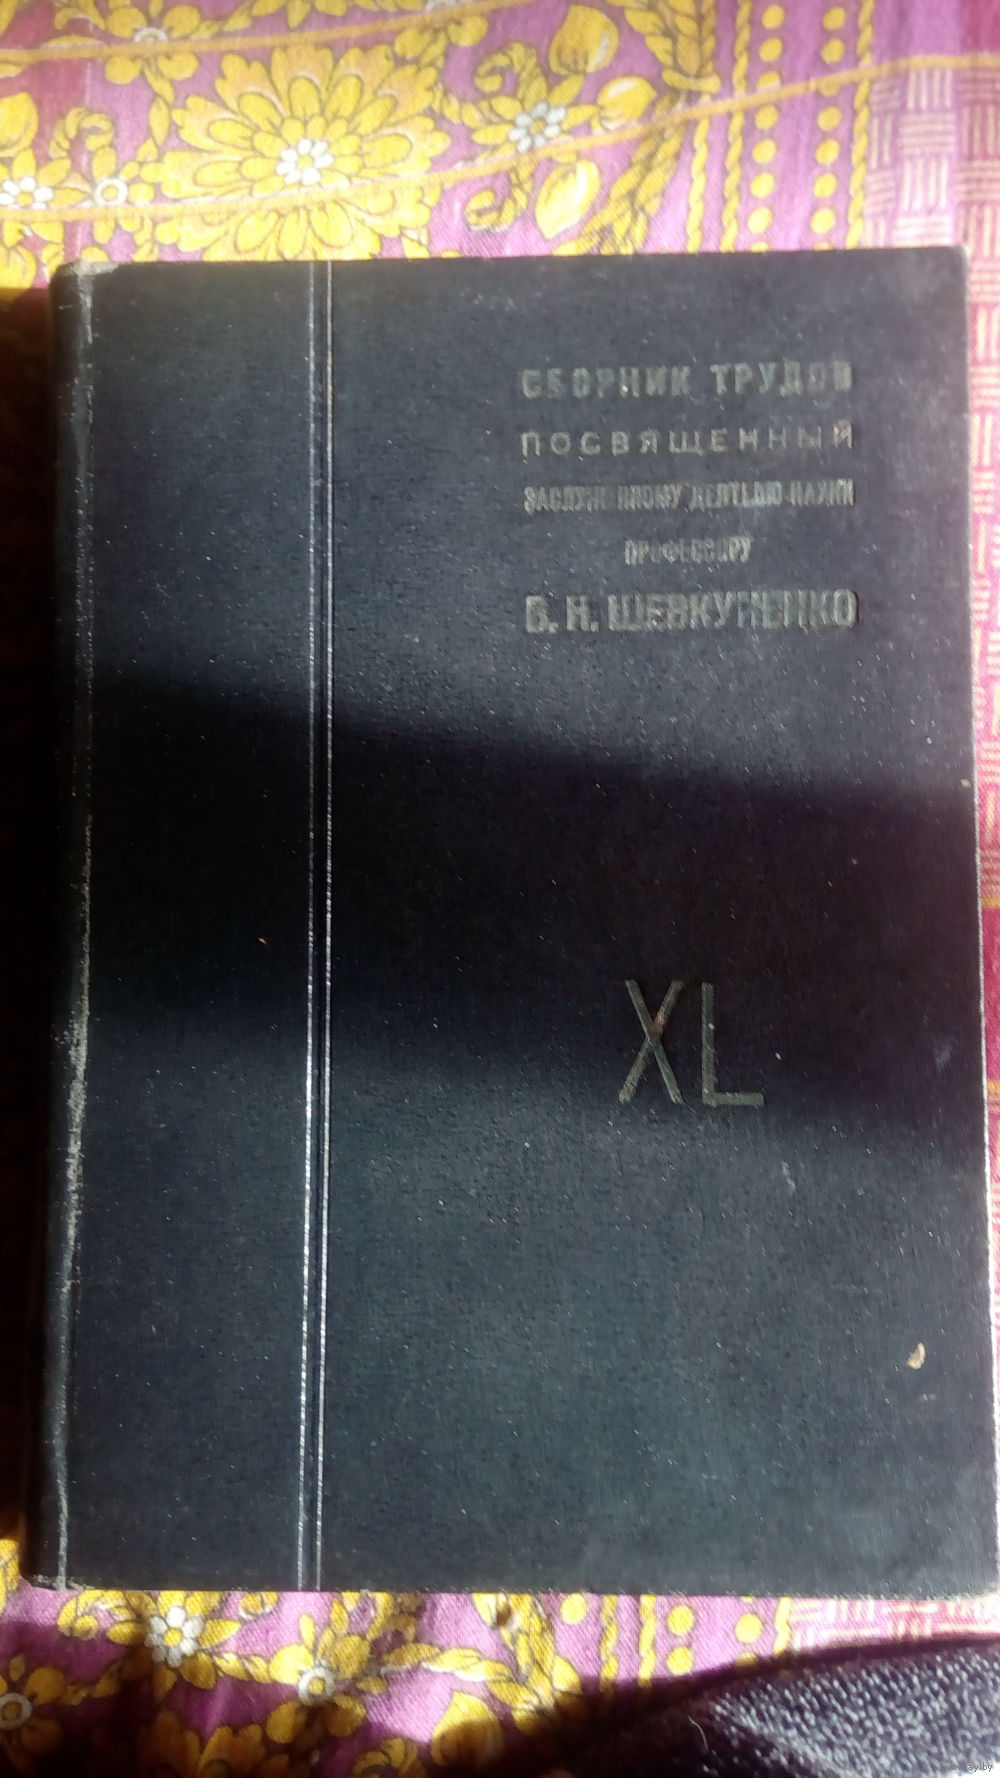 СБОРНИК ТРУДОВ
ПОСВЯЩЕННЫЙ
ЗАСЛУЖЕННОМУ ДЕЯТЕЛЮ НАУКИ
ПРОФЕССОРУ
В. Н. ШЕВКУНЕНКО
XL